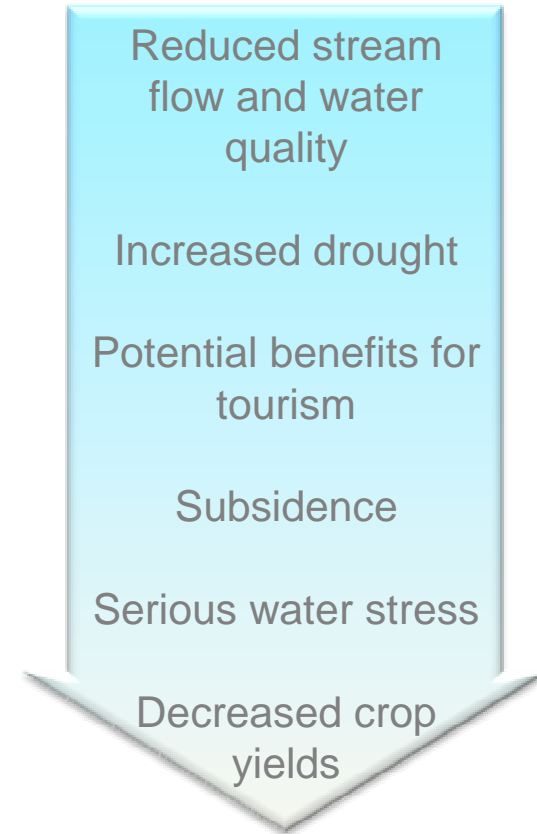 Reduced stream
flow and water
quality
Increased drought
Potential benefits for
tourism
Subsidence
Serious water stress
Decreased crop
yields